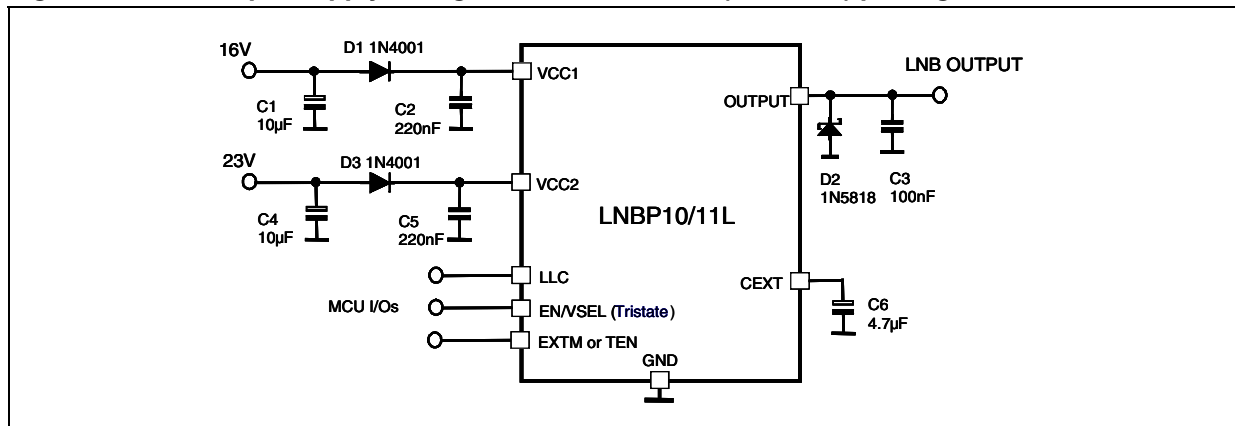 16V
D1 1N4001
VCC1
C1
10µF
C2
220nF
LNB OUTPUT
OUTPUT
23V
D3 1N4001
VCC2
D2
1N5818
C3
100nF
C4
10µF
C5
220nF
LNBP10/11L
LLC
CEXT
MCU I/Os
EN/VSEL (Tristate)
C6
4.7µF
EXTM or TEN
GND